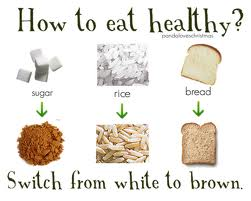 How to eat healthy?
pandaloveschristmas
sugar rice bread
Switch from white to brown.